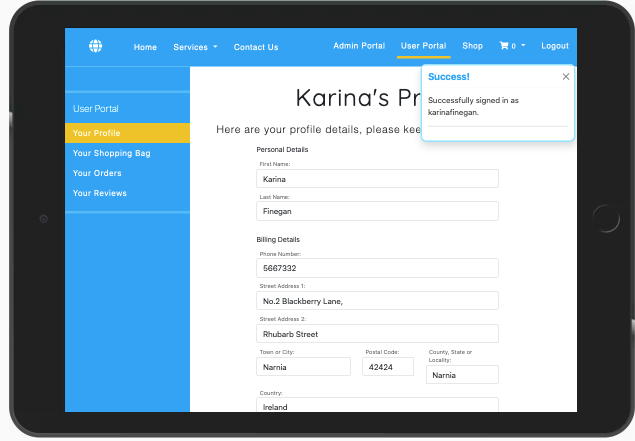 Home
Services
Contact Us
Admin Portal
User Portal
Shop
0
Logout
Success!
Successfully signed in as
karinafinegan.
User Portal
Your Profile
Your Shopping Bag
Your Orders
Your Reviews
Karina's Pr
Here are your profile details, please kee
Personal Details
First Name:
Karina
Last Name:
Finegan
Billing Details
Phone Number:
5667332
Street Address 1:
No.2 Blackberry Lane,
Street Address 2:
Rhubarb Street
Town or City:
Narnia
Postal Code:
42424
County, State or
Locality:
Narnia
Country:
Ireland